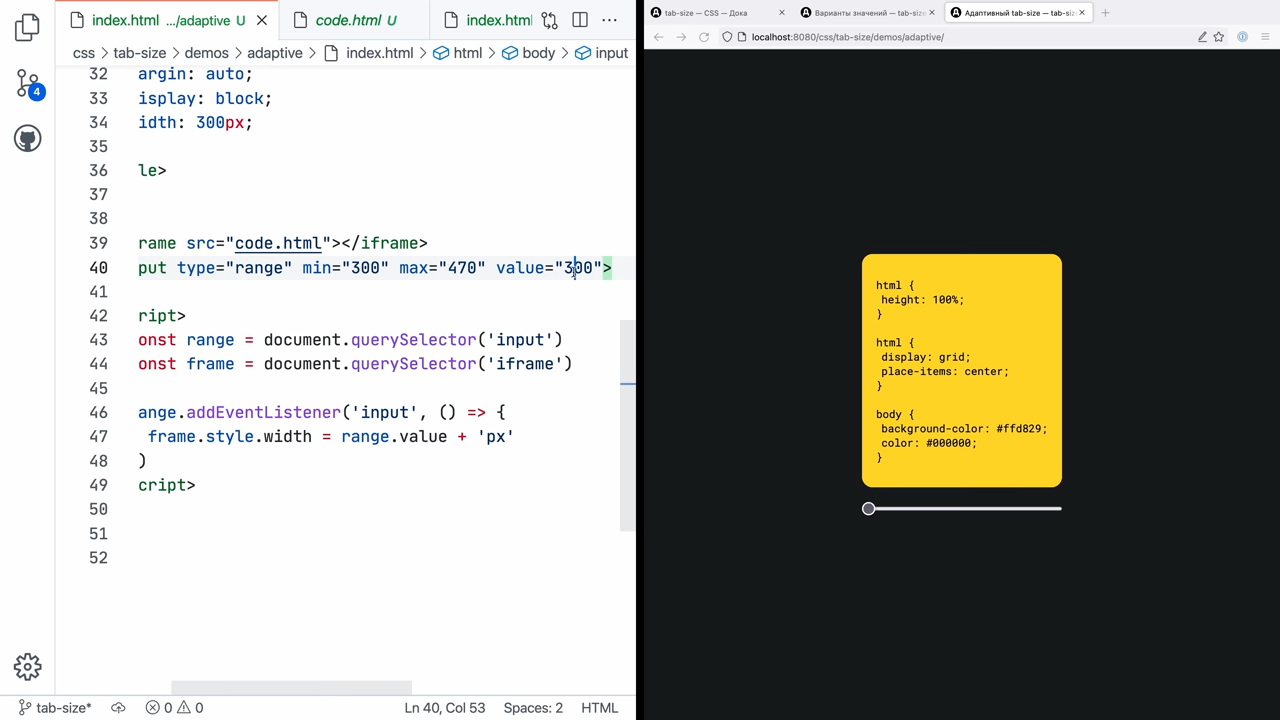 index.html .../adaptive U
code.html U
index.html
css > tab-size > demos > adaptive > index.html > html > body > input
4
32 argin: auto;
33 isplay: block;
34 idth: 300px;
35
36 le>
37
38
39 rame src="code.html"></iframe>
40 put type="range" min="300" max="470" value="300">
41
42 ript>
43 onst range = document.querySelector('input')
44 onst frame = document.querySelector('iframe')
45
46 ange.addEventListener('input', () => {
47 frame.style.width = range.value + 'px'
48 )
49 cript>
50
51
52
tab-size* 0 0 Ln 40, Col 53 Spaces: 2 HTML
tab-size — CSS — Дока
Варианты значений — tab-size
Адаптивный tab-size — tab-size
localhost:8080/css/tab-size/demos/adaptive/
html {
height: 100%;
}
html {
display: grid;
place-items: center;
}
body {
background-color: #ffd829;
color: #000000;
}